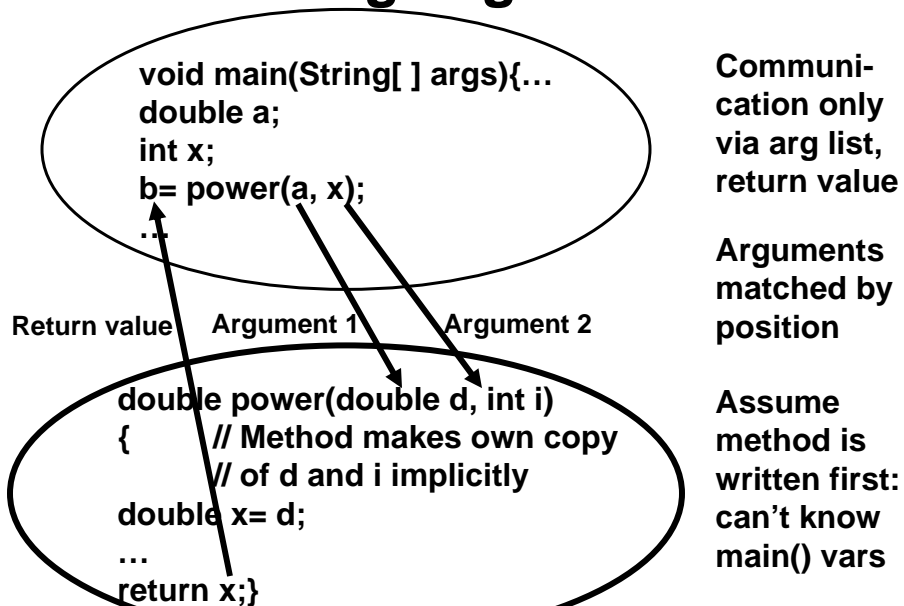 void main(String[ ] args){…
double a;
int x;
b= power(a, x);
…
Return value
Argument 1
Argument 2
double power(double d, int i)
{ // Method makes own copy
// of d and i implicitly
double x= d;
…
return x;}
Communi-
cation only
via arg list,
return value
Arguments
matched by
position
Assume
method is
written first:
can’t know
main() vars